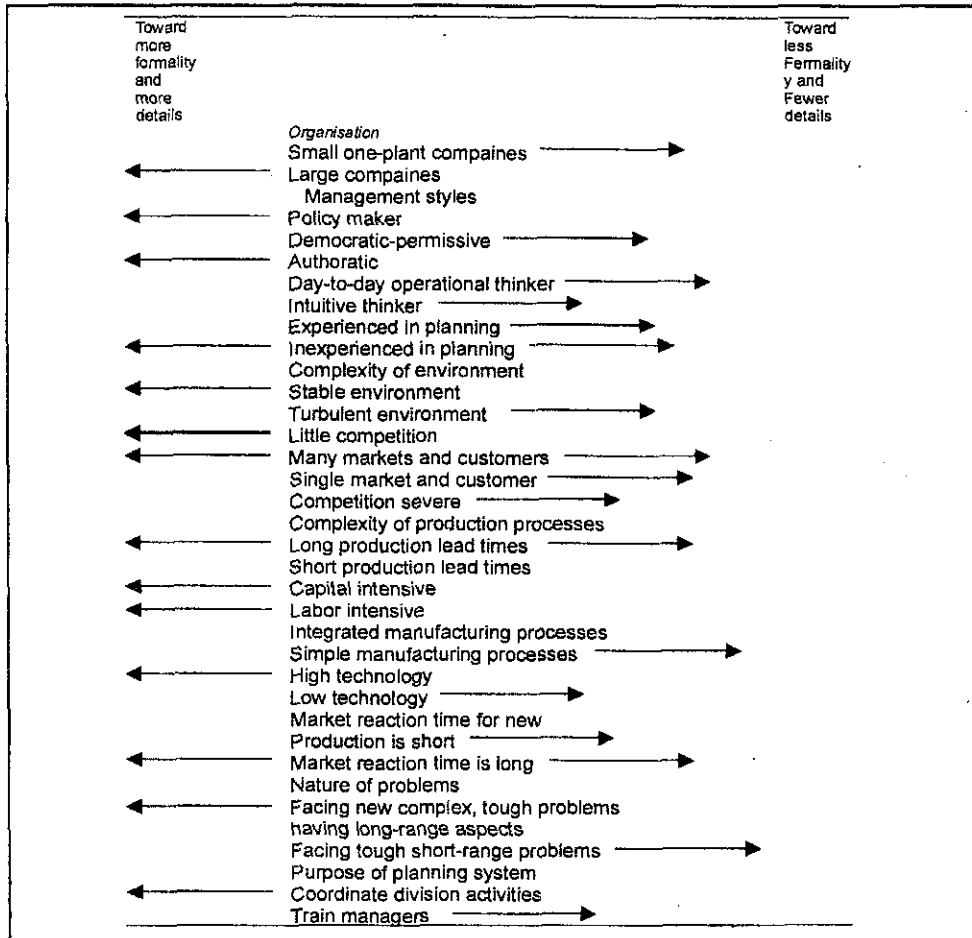 Toward
more
formality
and
more
details
Toward
less
Fermality
y and
Fewer
details
Organisation
Small one-plant compaines
Large compaines
Management styles
Policy maker
Democratic-permissive
Authoratic
Day-to-day operational thinker
Intuitive thinker
Experienced in planning
Inexperienced in planning
Complexity of environment
Stable environment
Turbulent environment
Little competition
Many markets and customers
Single market and customer
Competition severe
Complexity of production processes
Long production lead times
Short production lead times
Capital intensive
Labor intensive
Integrated manufacturing processes
Simple manufacturing processes
High technology
Low technology
Market reaction time for new
Production is short
Market reaction time is long
Nature of problems
Facing new complex, tough problems
having long-range aspects
Facing tough short-range problems
Purpose of planning system
Coordinate division activities
Train managers